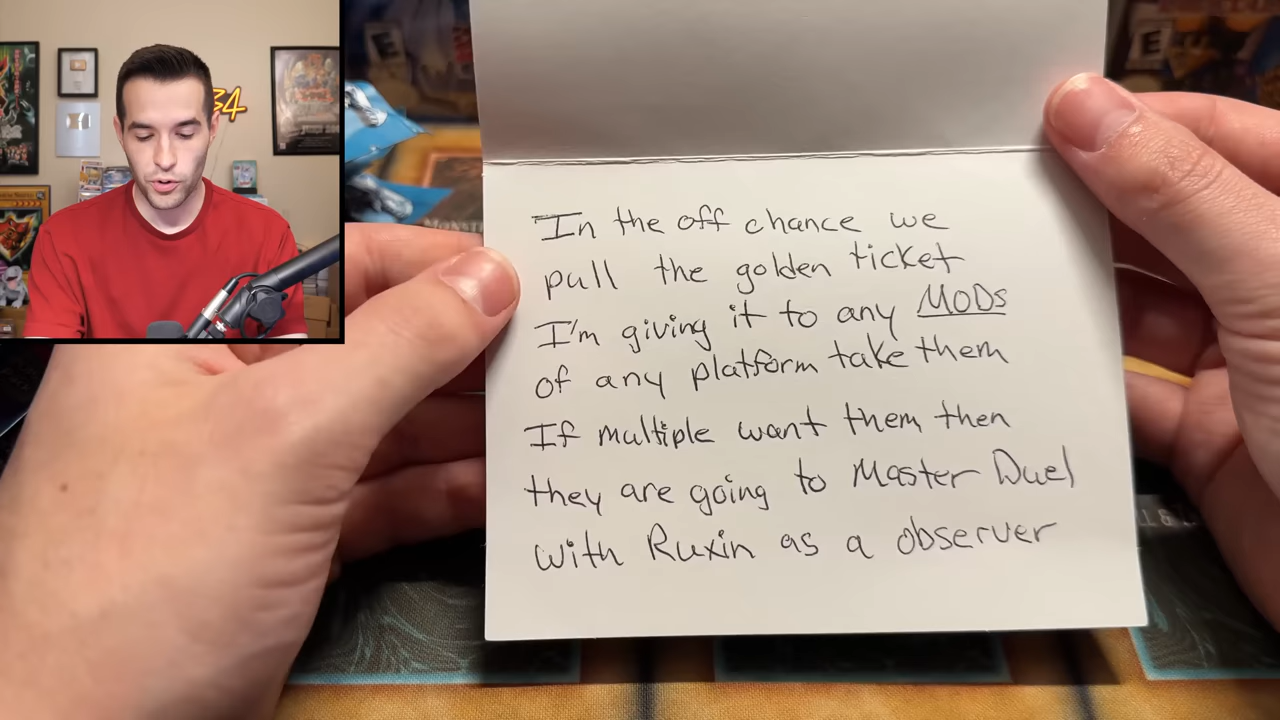 34
In the off chance we
pull the golden ticket
I'm giving it to any MODs
of any platform take them
If multiple want them then
they are going to Master Duel
with Ruxin as a observer